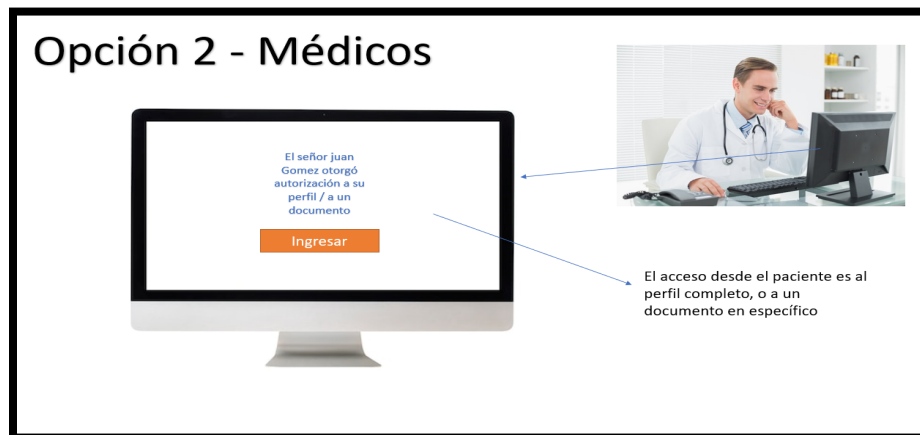 Opción 2 - Médicos
El señor juan
Gomez otorgó
autorización a su
perfil / a un
documento
Ingresar
El acceso desde el paciente es al
perfil completo, o a un
documento en específico